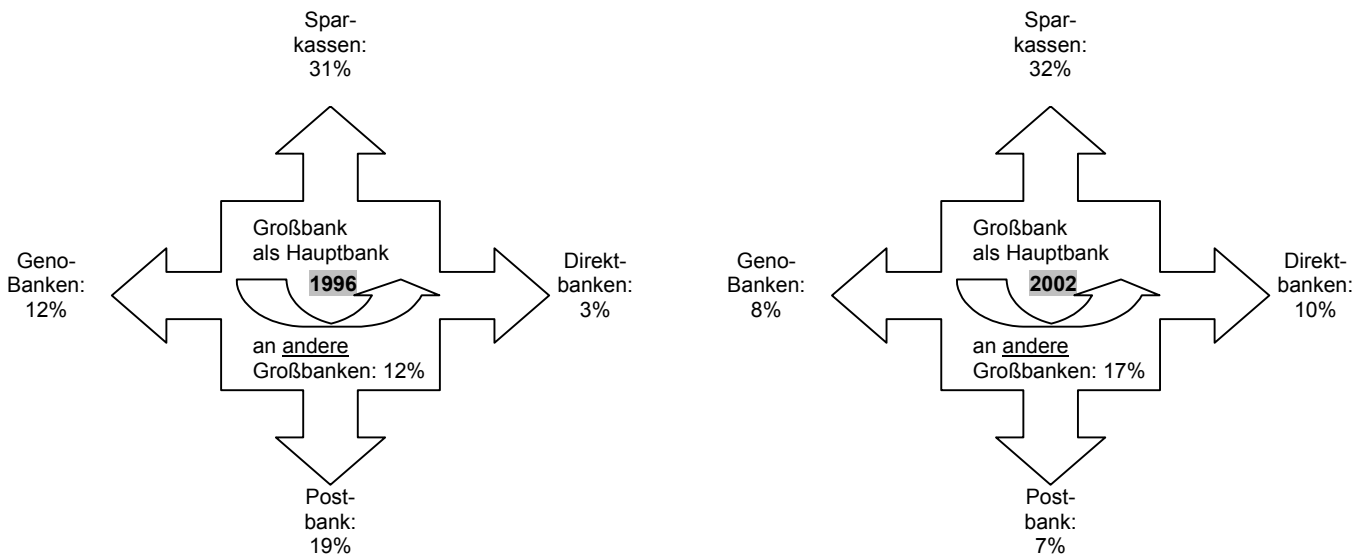 Spar-
kassen:
31%
Geno-
Banken:
12%
Großbank
als Hauptbank
1996
an andere
Großbanken: 12%
Direkt-
banken:
3%
Post-
bank:
19%
Spar-
kassen:
32%
Geno-
Banken:
8%
Großbank
als Hauptbank
2002
an andere
Großbanken: 17%
Direkt-
banken:
10%
Post-
bank:
7%